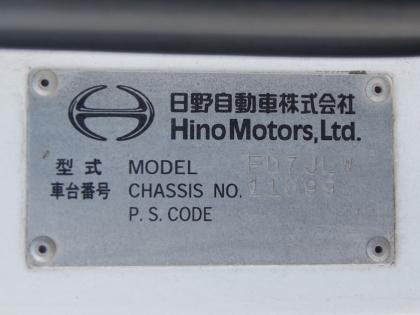 日野自動車株式会社
Hino Motors, Ltd.
型式 MODEL FD7JLW
車台番号 CHASSIS NO.
P. S. CODE